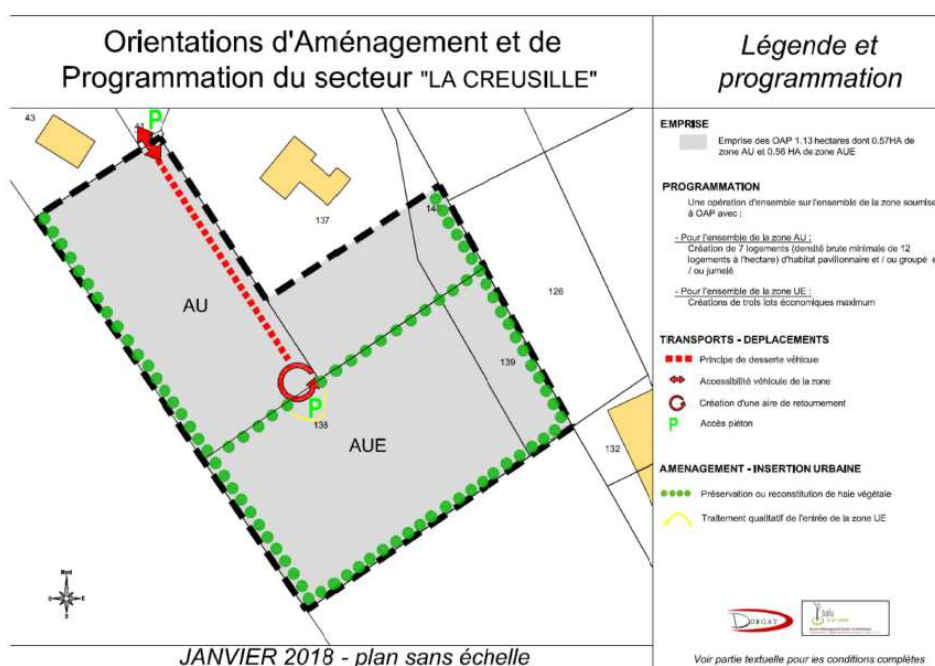 Orientations d'Aménagement et de
Programmation du secteur "LA CREUSILLE"
Légende et
programmation
43
P
137
AU
126
139
P
138
AUE
132
Nord
O
E
S
JANVIER 2018 - plan sans échelle
EMPRISE
Emprise des OAP 1.13 hectares dont 0.57HA de
zone AU et 0.56 HA de zone AUE
PROGRAMMATION
Une opération d'ensemble sur l'ensemble de la zone soumise
à OAP avec :
- Pour l'ensemble de la zone AU :
Création de 7 logements (densité brute minimale de 12
logements à l'hectare) d'habitat pavillonnaire et / ou groupé e
/ ou jumelé
- Pour l'ensemble de la zone UE :
Créations de trois lots économiques maximum
TRANSPORTS - DEPLACEMENTS
Principe de desserte véhicule
Accessibilité véhicule de la zone
Création d'une aire de retournement
P Accès piéton
AMENAGEMENT - INSERTION URBAINE
Préservation ou reconstitution de haie végétale
Traitement qualitatif de l'entrée de la zone UE
DORGAT
Voir partie textuelle pour les conditions complètes